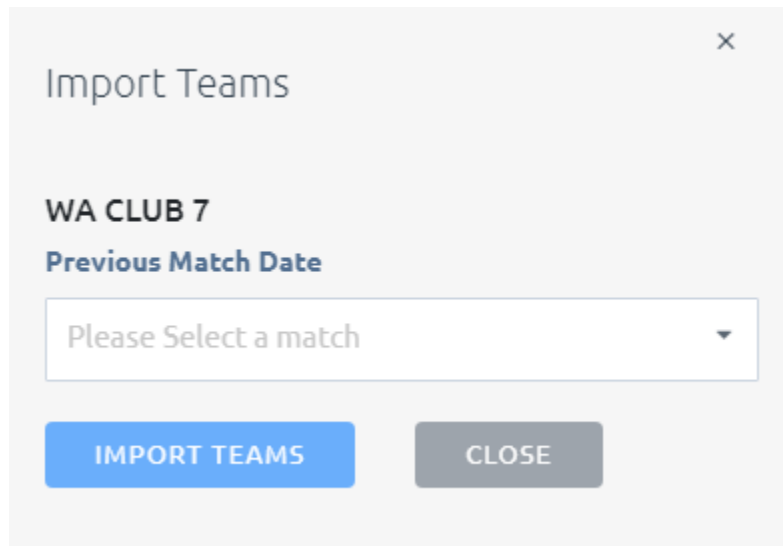 ×
Import Teams
WA CLUB 7
Previous Match Date
Please Select a match
IMPORT TEAMS
CLOSE